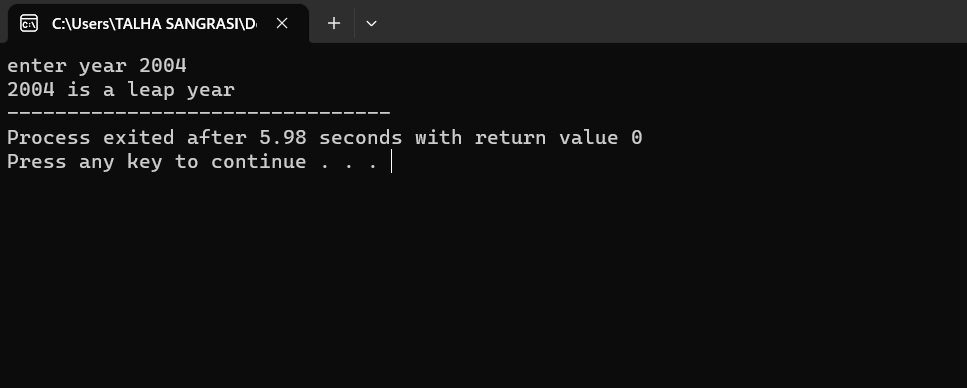 C:\Users\TALHA SANGRASI\D
enter year 2004
2004 is a leap year
--------------------------------
Process exited after 5.98 seconds with return value 0
Press any key to continue . . .